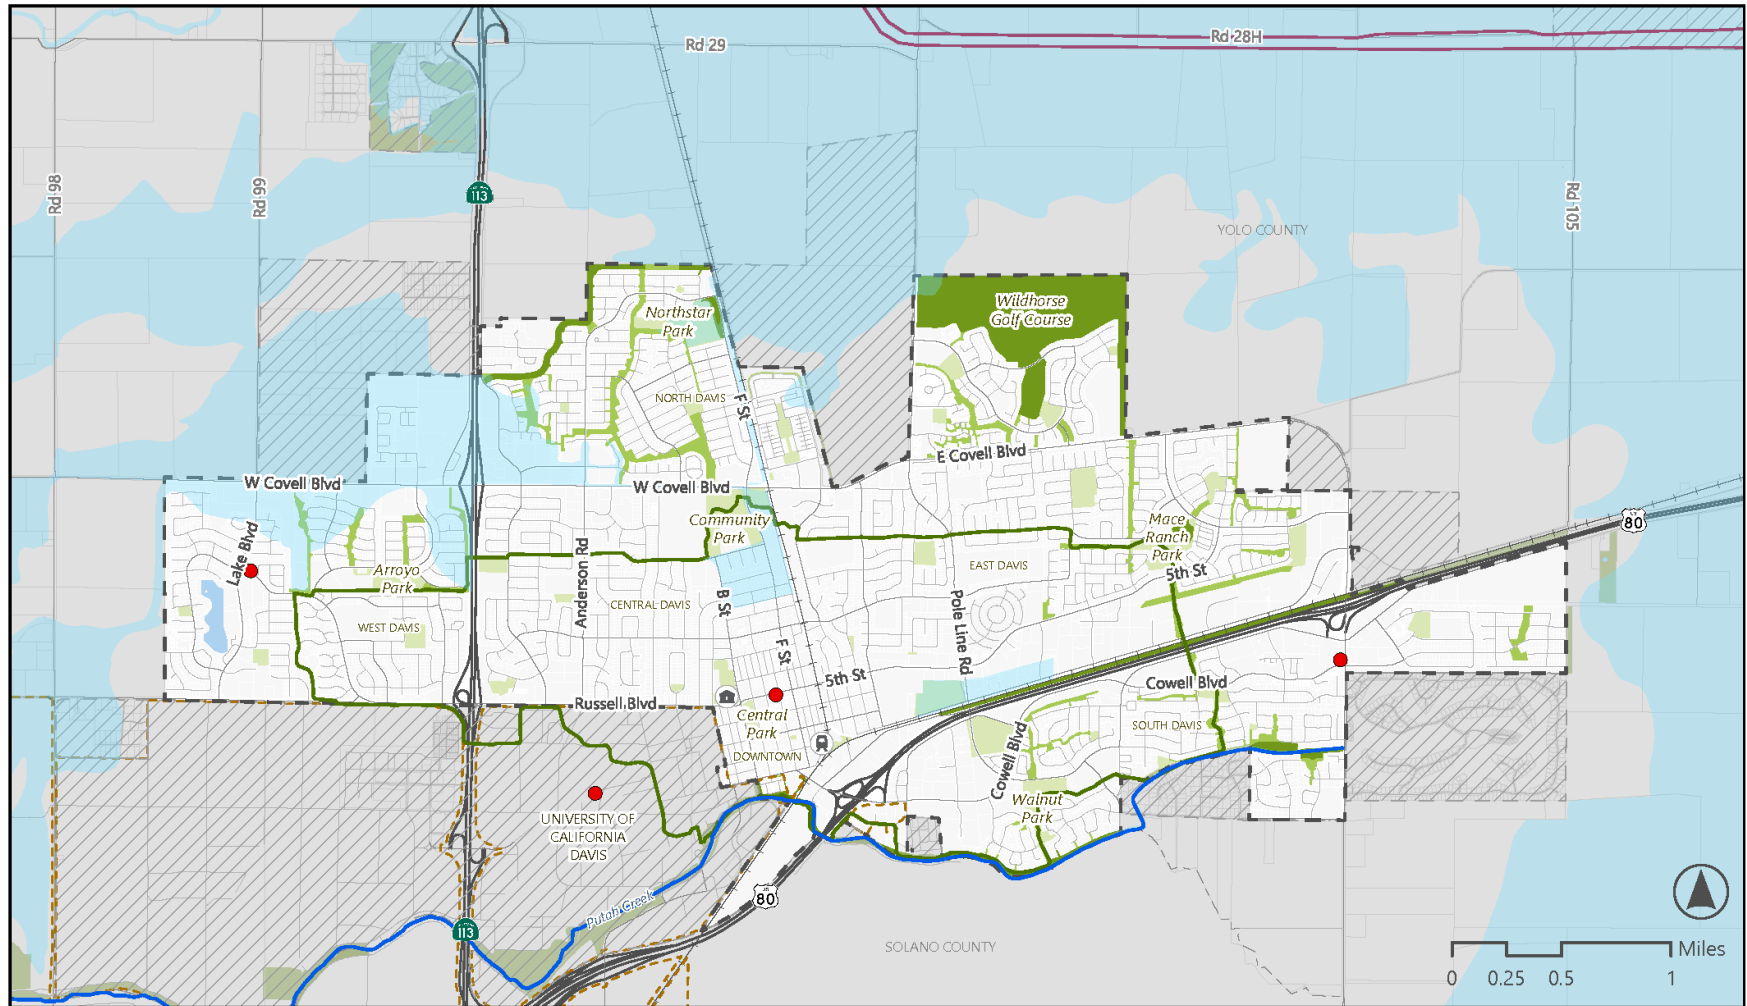 Rd 29
Rd 28H
Rd 98
Rd 99
113
Rd 105
YOLO COUNTY
Northstar
Park
Wildhorse
Golf Course
NORTH DAVIS
F St
E Covell Blvd
W Covell Blvd
W Covell Blvd
Community
Park
Mace
Ranch
Park
80
Lake Blvd
Anderson Rd
Arroyo
Park
EAST DAVIS
5th St
B St
CENTRAL DAVIS
Pole Line Rd
WEST DAVIS
F St
5th St
Cowell Blvd
Russell Blvd
Central
Park
SOUTH DAVIS
DOWNTOWN
Cowell Blvd
Walnut
Park
UNIVERSITY OF
CALIFORNIA
DAVIS
80
Putah Creek
113
SOLANO COUNTY
Miles
0 0.25 0.5 1